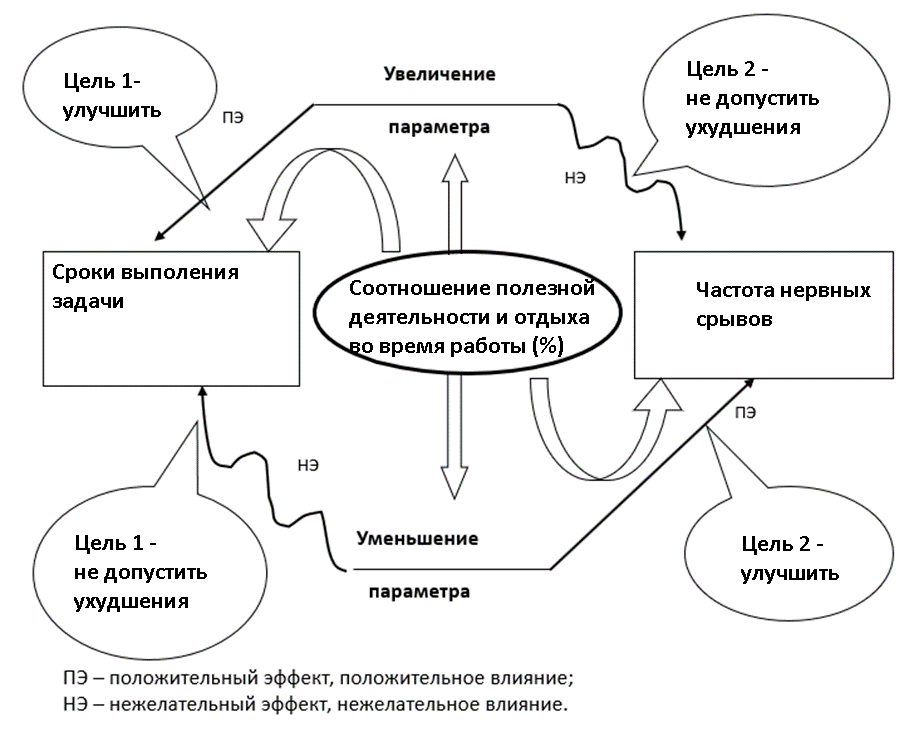 Цель 1-
улучшить
ПЭ
Увеличение
параметра
Цель 2 -
не допустить
ухудшения
НЭ
Сроки выполения
задачи
Соотношение полезной
деятельности и отдыха
во время работы (%)
Частота нервных
срывов
ПЭ
НЭ
Цель 1 -
не допустить
ухудшения
Уменьшение
параметра
Цель 2 -
улучшить
ПЭ – положительный эффект, положительное влияние;
НЭ – нежелательный эффект, нежелательное влияние.